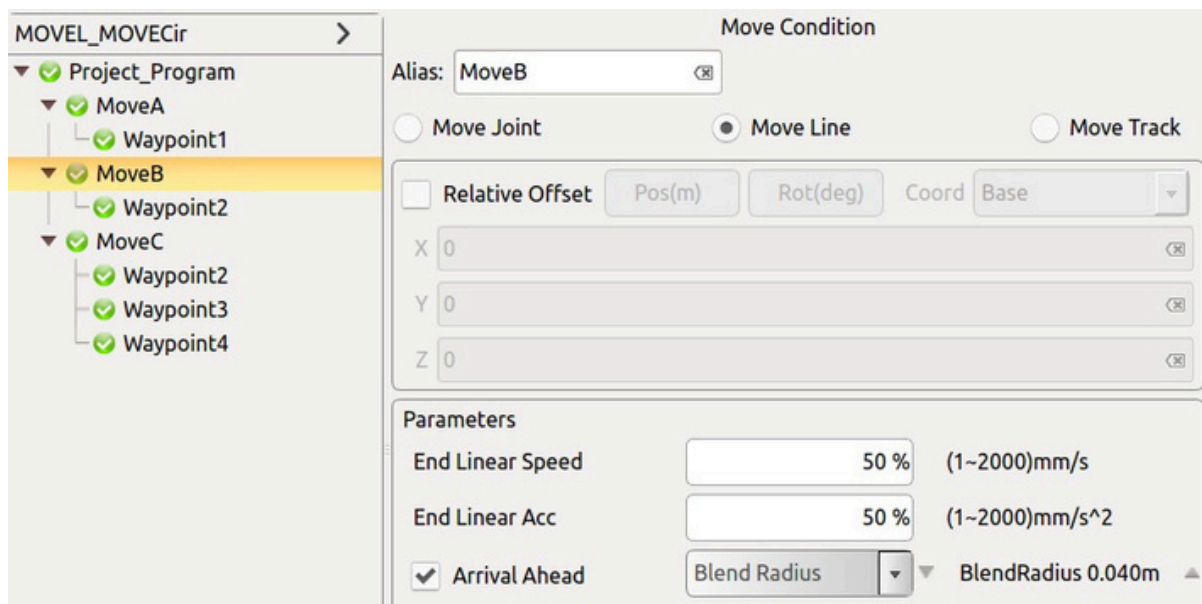 MOVEL_MOVECir
Project_Program
MoveA
Waypoint1
MoveB
Waypoint2
MoveC
Waypoint2
Waypoint3
Waypoint4
Move Condition
Alias: MoveB
Move Joint Move Line Move Track
Relative Offset Pos(m) Rot(deg) Coord Base
X 0
Y 0
Z 0
Parameters
End Linear Speed 50 % (1~2000)mm/s
End Linear Acc 50 % (1~2000)mm/s^2
Arrival Ahead Blend Radius BlendRadius 0.040m